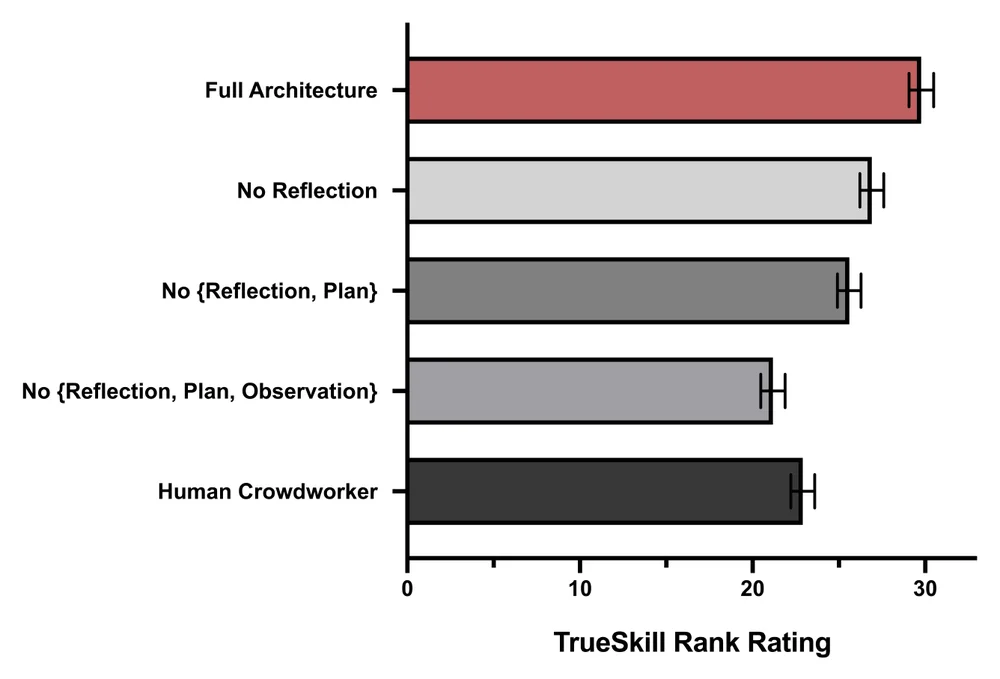 Full Architecture
No Reflection
No {Reflection, Plan}
No {Reflection, Plan, Observation}
Human Crowdworker
0 10 20 30
TrueSkill Rank Rating